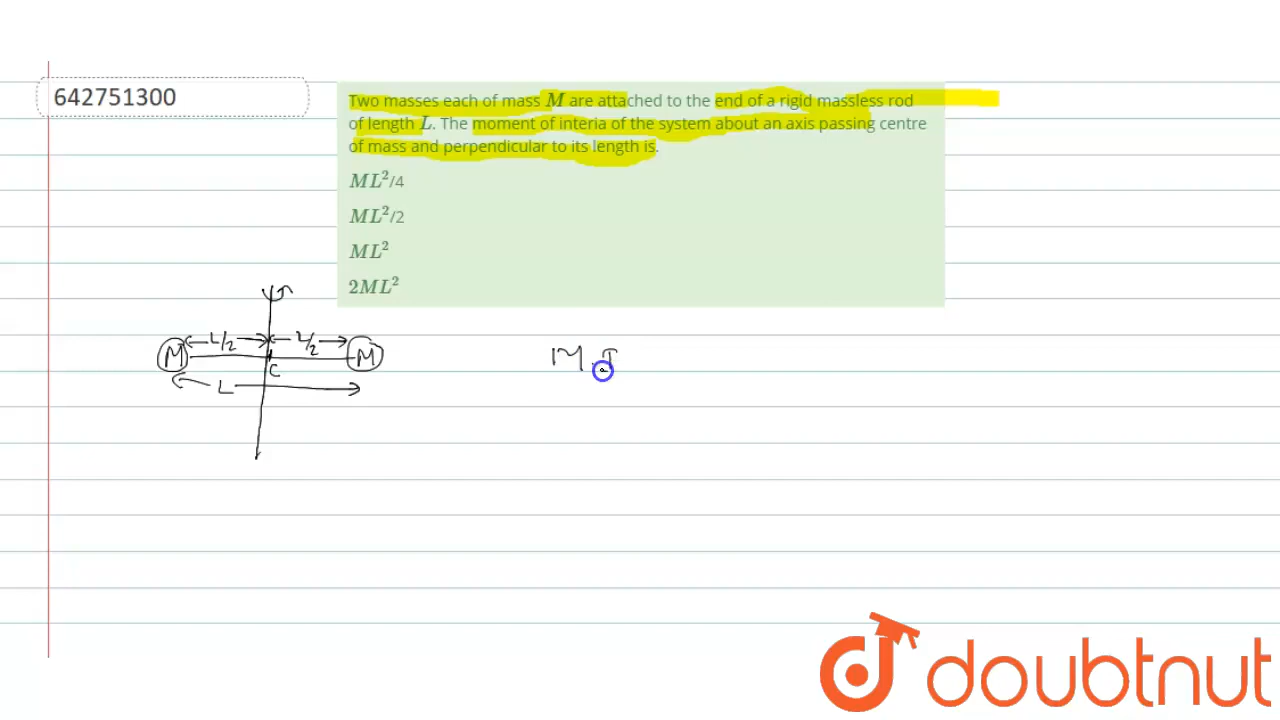 642751300
Two masses each of mass M are attached to the end of a rigid massless rod
of length L. The moment of interia of the system about an axis passing centre
of mass and perpendicular to its length is.
ML²/4
ML²/2
ML²
2ML²
L/2 L/2
M M M I
C
L
doubtnut